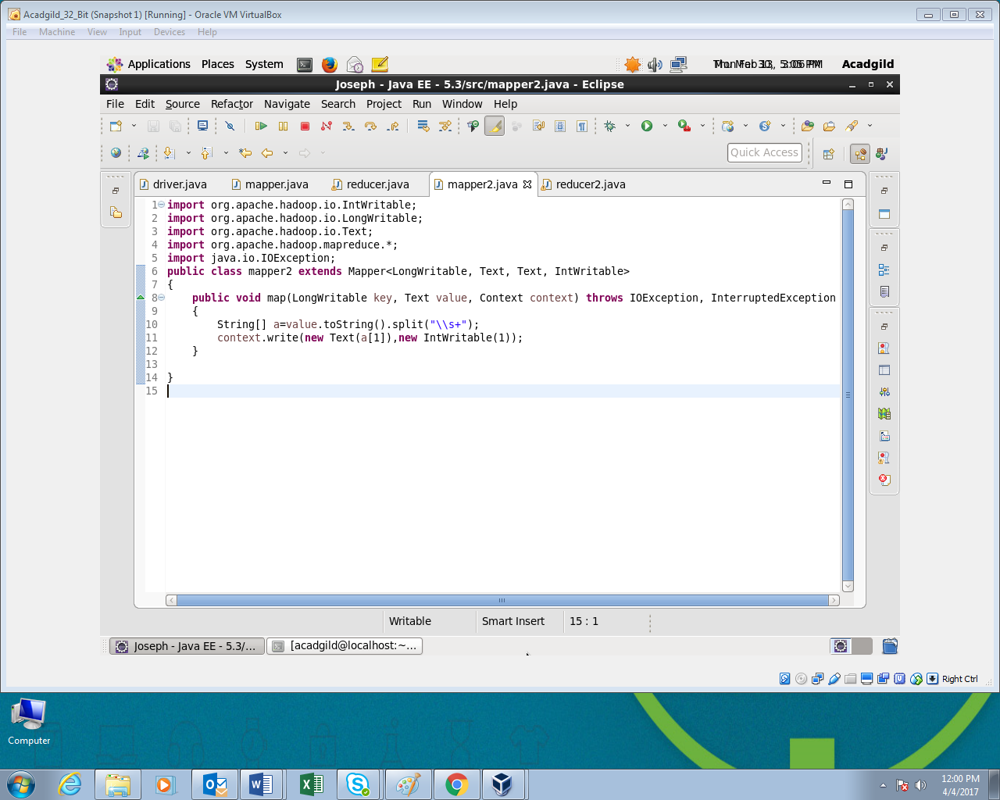 Acadgild_32_Bit (Snapshot 1) [Running] - Oracle VM VirtualBox
File Machine View Input Devices Help
Applications Places System Acadgild
Joseph - Java EE - 5.3/src/mapper2.java - Eclipse
File Edit Source Refactor Navigate Search Project Run Window Help
Quick Access
driver.java mapper.java reducer.java mapper2.java reducer2.java
1 import org.apache.hadoop.io.IntWritable;
2 import org.apache.hadoop.io.LongWritable;
3 import org.apache.hadoop.io.Text;
4 import org.apache.hadoop.mapreduce.*;
5 import java.io.IOException;
6 public class mapper2 extends Mapper<LongWritable, Text, Text, IntWritable>
7 {
8 public void map(LongWritable key, Text value, Context context) throws IOException, InterruptedException
9 {
10 String[] a=value.toString().split("\\s+");
11 context.write(new Text(a[1]),new IntWritable(1));
12 }
13
14 }
15
Writable Smart Insert 15 : 1
Joseph - Java EE - 5.3/... [acadgild@localhost:~...
Right Ctrl
Computer
12:00 PM
4/4/2017